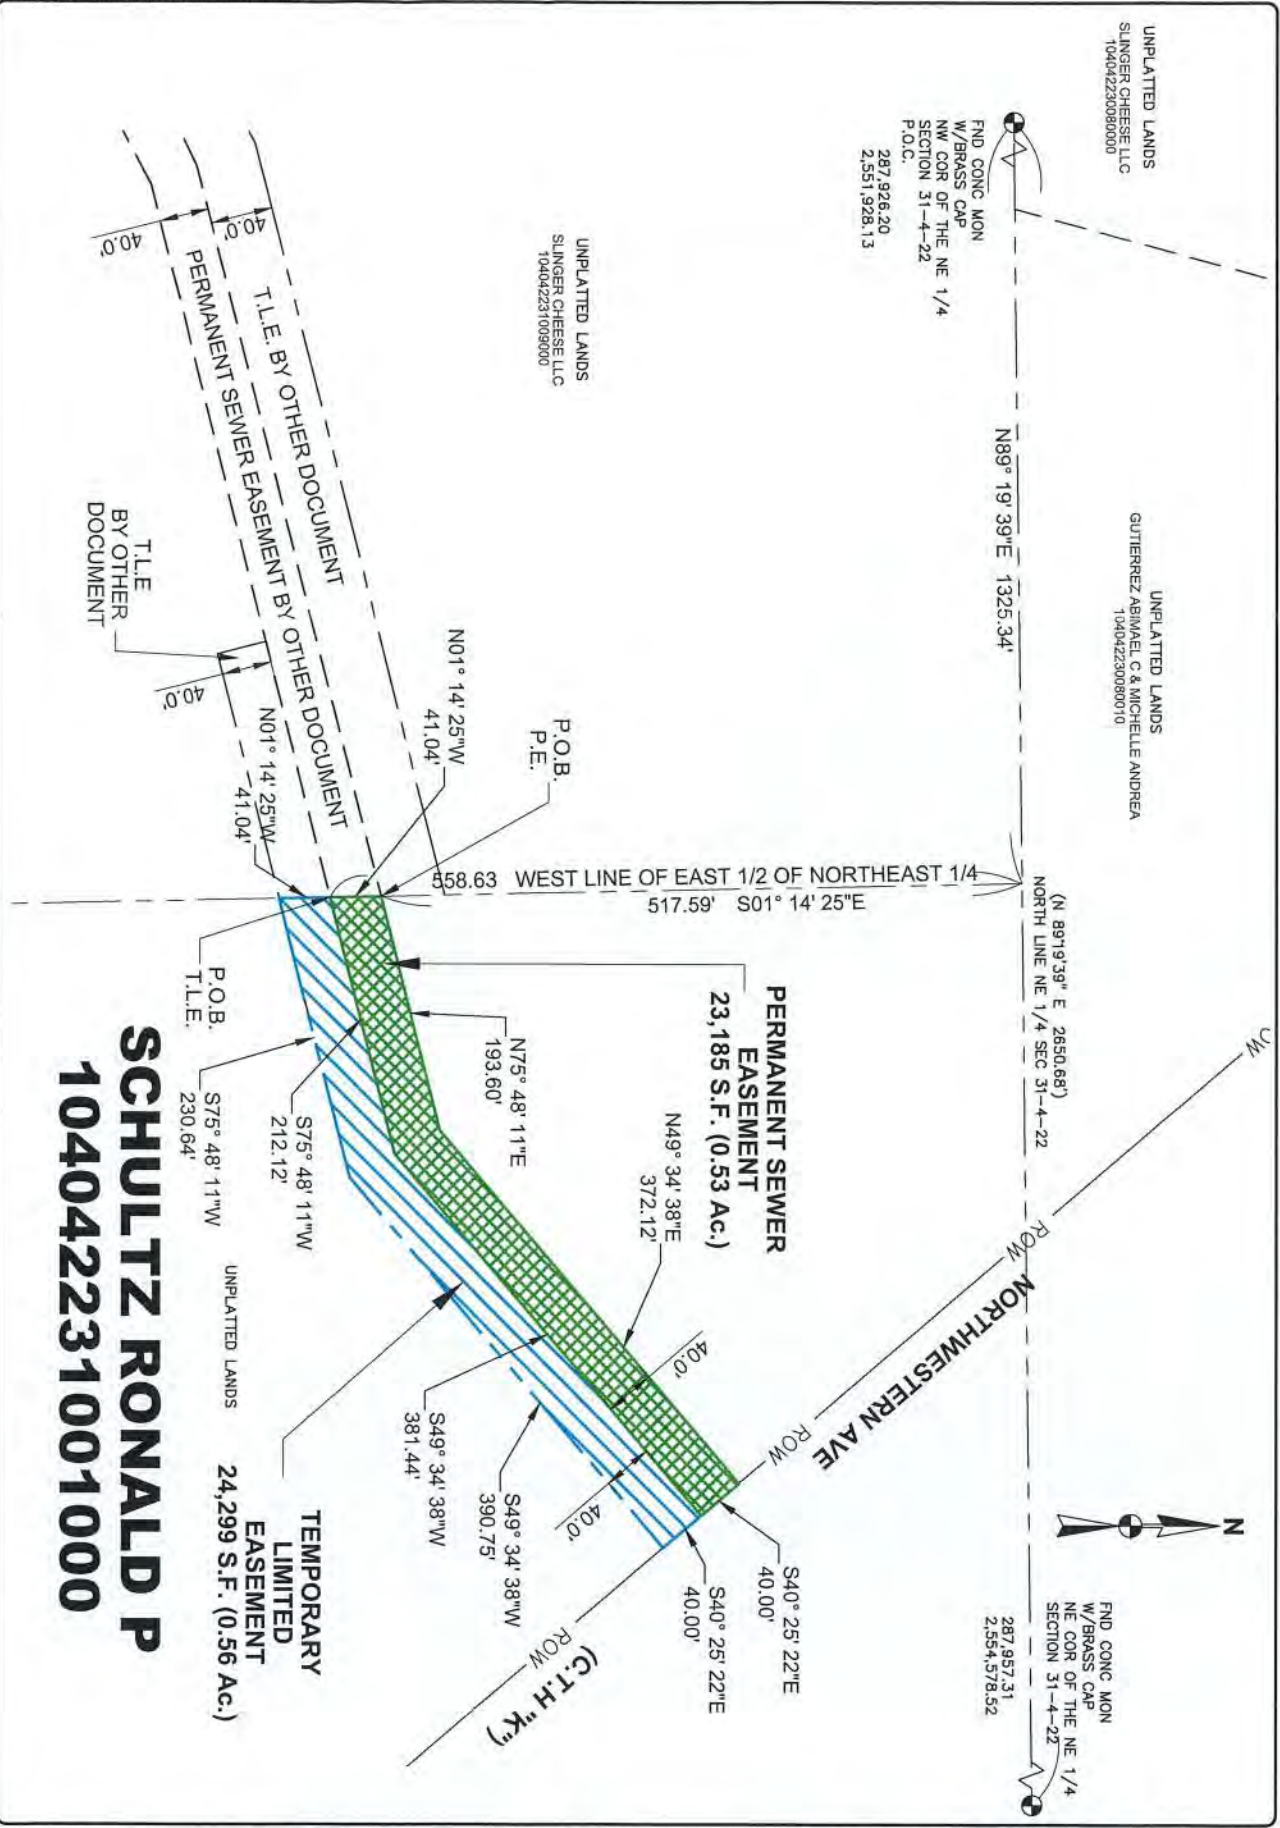 UNPLATTED LANDS
SLINGER CHEESE LLC
104042230080000
FND CONC MON
W/BRASS CAP
NW COR OF THE NE 1/4
SECTION 31-4-22
P.O.C.
287,926.20
2,551,928.13
N89° 19' 39"E 1325.34'
UNPLATTED LANDS
GUTIERREZ ABIMAEL C & MICHELLE ANDREA
104042230080010
(N 89°19'39" E 2650.68')
NORTH LINE NE 1/4 SEC 31-4-22
ROW
ROW
NORTHWESTERN AVE
ROW
N
FND CONC MON
W/BRASS CAP
NE COR OF THE NE 1/4
SECTION 31-4-22
287,957.31
2,554,578.52
UNPLATTED LANDS
SLINGER CHEESE LLC
104042231009000
558.63 WEST LINE OF EAST 1/2 OF NORTHEAST 1/4
517.59' S01° 14' 25"E
P.O.B.
P.E.
N01° 14' 25"W
41.04'
PERMANENT SEWER
EASEMENT
23,185 S.F. (0.53 Ac.)
N49° 34' 38"E
372.12'
N75° 48' 11"E
193.60'
40.0'
S40° 25' 22"E
40.00'
S40° 25' 22"E
40.00'
40.0'
40.0'
T.L.E. BY OTHER DOCUMENT
PERMANENT SEWER EASEMENT BY OTHER DOCUMENT
40.0'
T.L.E
BY OTHER
DOCUMENT
40.0'
N01° 14' 25"W
41.04'
P.O.B.
T.L.E.
S75° 48' 11"W
212.12'
S75° 48' 11"W
230.64'
S49° 34' 38"W
381.44'
S49° 34' 38"W
390.75'
40.0'
(C.T.H "K")
ROW
UNPLATTED LANDS
TEMPORARY
LIMITED
EASEMENT
24,299 S.F. (0.56 Ac.)
SCHULTZ RONALD P
104042231001000